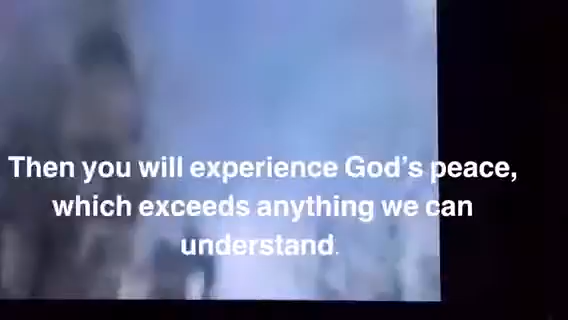 Then you will experience God's peace,
which exceeds anything we can
understand.